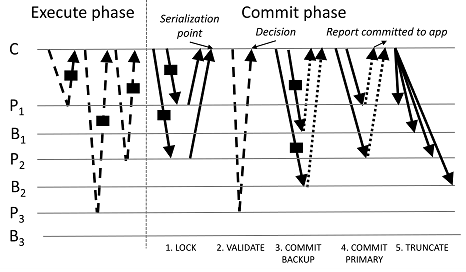 Execute phase
Commit phase
Serialization
point
Decision
Report committed to app
C
P1
B1
P2
B2
P3
B3
1. LOCK
2. VALIDATE
3. COMMIT
BACKUP
4. COMMIT
PRIMARY
5. TRUNCATE